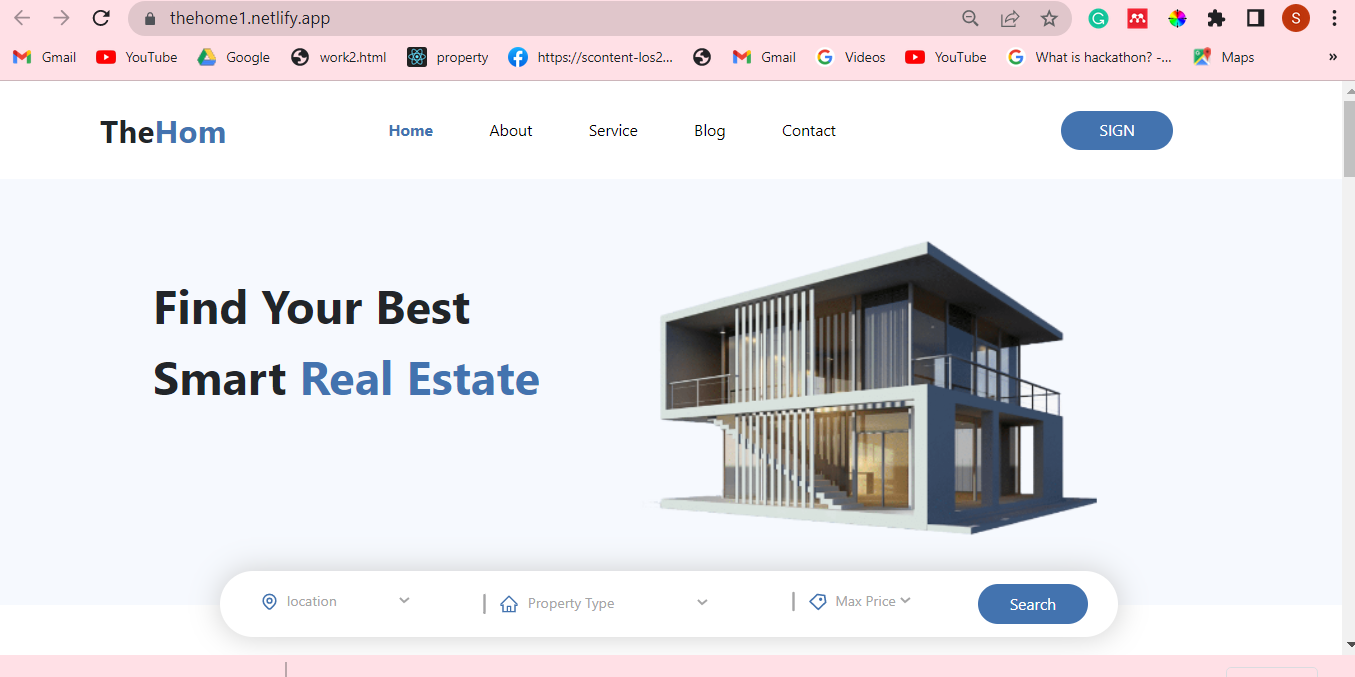 thehome1.netlify.app
S
Gmail YouTube Google work2.html property https://scontent-los2... Gmail Videos YouTube What is hackathon? -... Maps »
TheHom Home About Service Blog Contact SIGN
Find Your Best
Smart Real Estate
location Property Type Max Price Search